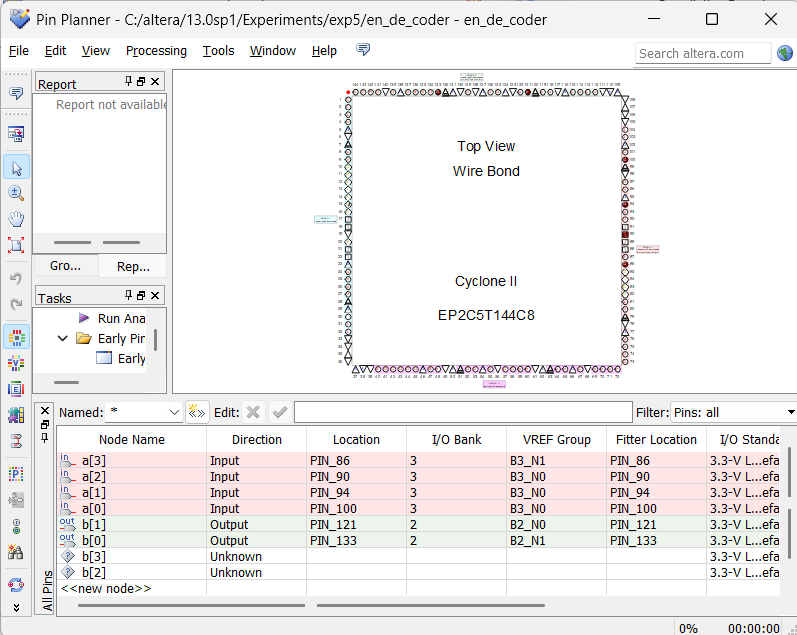 Pin Planner - C:/altera/13.0sp1/Experiments/exp5/en_de_coder - en_de_coder
File Edit View Processing Tools Window Help
Search altera.com
Report
Report not available
Gro... Rep...
Tasks
Run Ana
Early Pin
Early
Top View
Wire Bond
Cyclone II
EP2C5T144C8
Named: * Edit: Filter: Pins: all
Node Name Direction Location I/O Bank VREF Group Fitter Location I/O Standa
in a[3] Input PIN_86 3 B3_N1 PIN_86 3.3-V L...efa
in a[2] Input PIN_90 3 B3_N0 PIN_90 3.3-V L...efa
in a[1] Input PIN_94 3 B3_N0 PIN_94 3.3-V L...efa
in a[0] Input PIN_100 3 B3_N0 PIN_100 3.3-V L...efa
out b[1] Output PIN_121 2 B2_N0 PIN_121 3.3-V L...efa
out b[0] Output PIN_133 2 B2_N1 PIN_133 3.3-V L...efa
b[3] Unknown 3.3-V L...efa
b[2] Unknown 3.3-V L...efa
<<new node>>
All Pins
0% 00:00:00